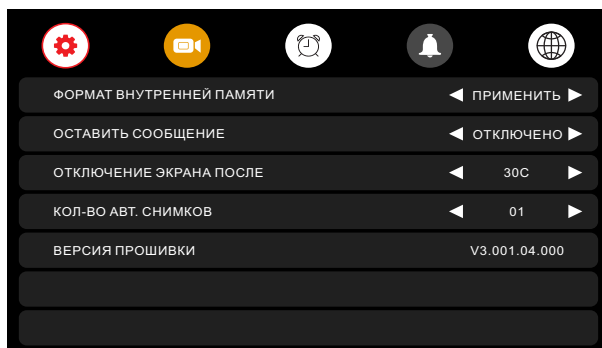 ФОРМАТ ВНУТРЕННЕЙ ПАМЯТИ ПРИМЕНИТЬ
ОСТАВИТЬ СООБЩЕНИЕ ОТКЛЮЧЕНО
ОТКЛЮЧЕНИЕ ЭКРАНА ПОСЛЕ 30С
КОЛ-ВО АВТ. СНИМКОВ 01
ВЕРСИЯ ПРОШИВКИ V3.001.04.000